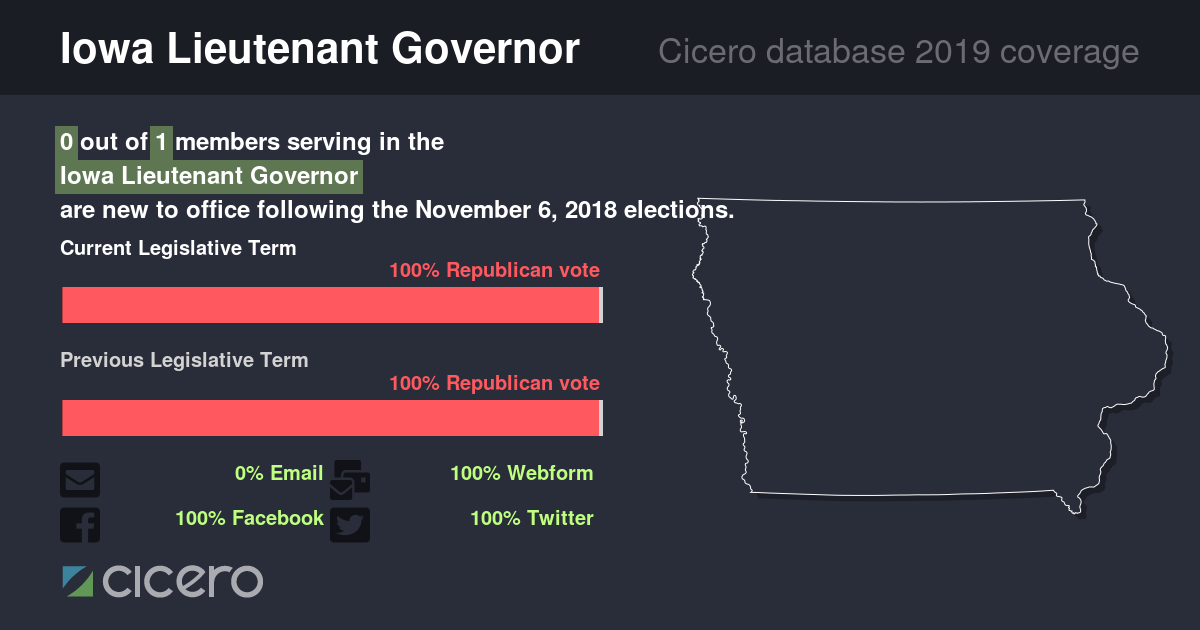 Iowa Lieutenant Governor
Cicero database 2019 coverage
0 out of 1 members serving in the
Iowa Lieutenant Governor
are new to office following the November 6, 2018 elections.
Current Legislative Term
100% Republican vote
Previous Legislative Term
100% Republican vote
0% Email
100% Webform
100% Facebook
100% Twitter
cicero